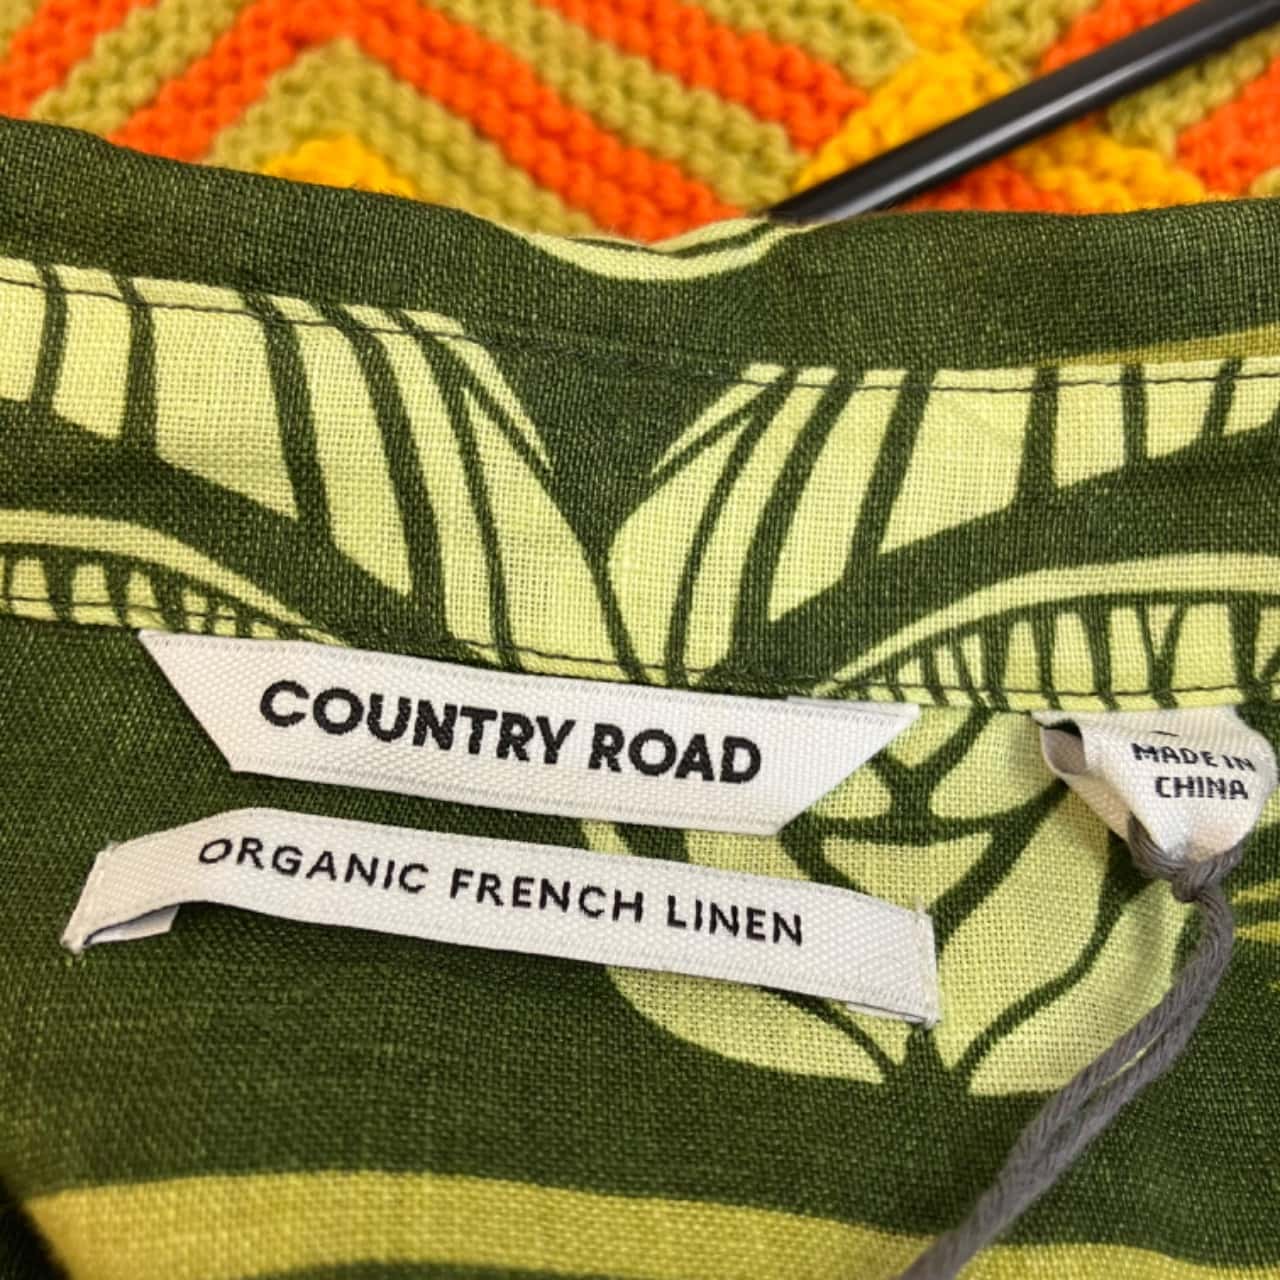 COUNTRY ROAD
ORGANIC FRENCH LINEN
MADE IN
CHINA